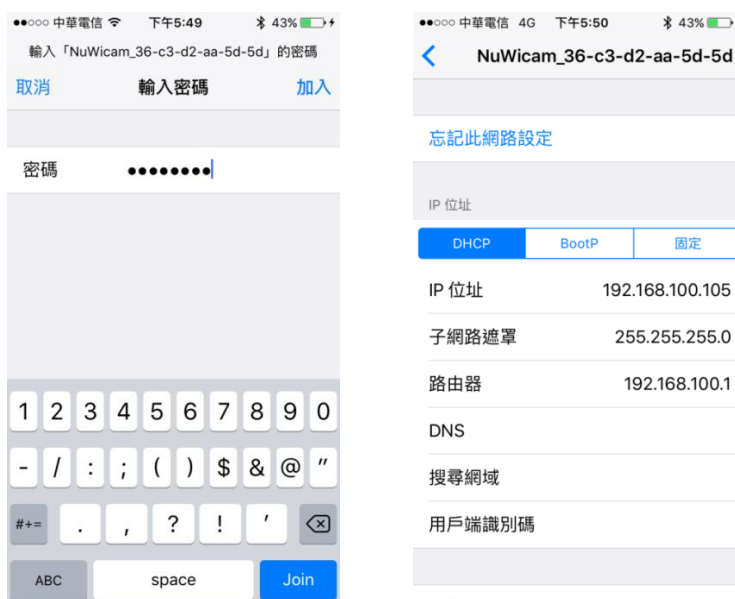 中華電信 下午5:49 43%
輸入「NuWicam_36-c3-d2-aa-5d-5d」的密碼
取消 輸入密碼 加入
密碼 ••••••••
1 2 3 4 5 6 7 8 9 0
- / : ; ( ) $ & @ "
#+= . , ? ! '
ABC space Join
中華電信 4G 下午5:50 43%
NuWicam_36-c3-d2-aa-5d-5d
忘記此網路設定
IP 位址
DHCP BootP 固定
IP 位址 192.168.100.105
子網路遮罩 255.255.255.0
路由器 192.168.100.1
DNS
搜尋網域
用戶端識別碼